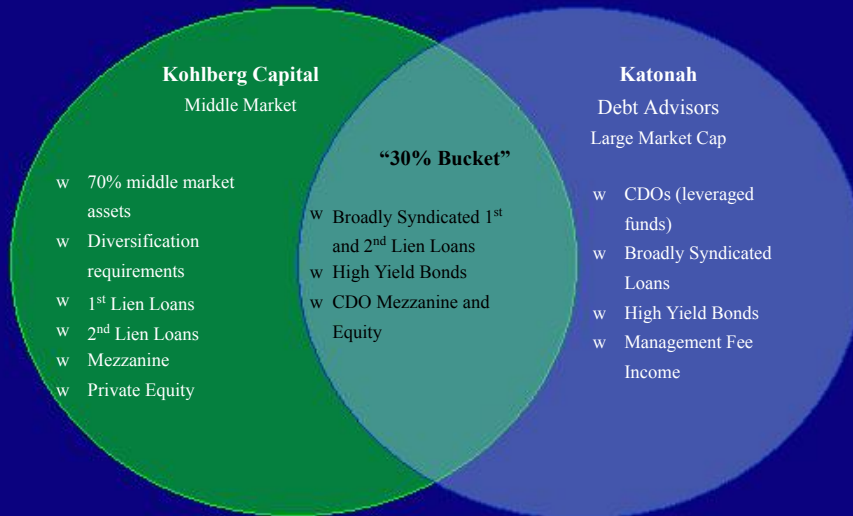 Kohlberg Capital
Middle Market
w 70% middle market
assets
w Diversification
requirements
w 1st Lien Loans
w 2nd Lien Loans
w Mezzanine
w Private Equity
“30% Bucket”
w Broadly Syndicated 1st
and 2nd Lien Loans
w High Yield Bonds
w CDO Mezzanine and
Equity
Katonah
Debt Advisors
Large Market Cap
w CDOs (leveraged
funds)
w Broadly Syndicated
Loans
w High Yield Bonds
w Management Fee
Income